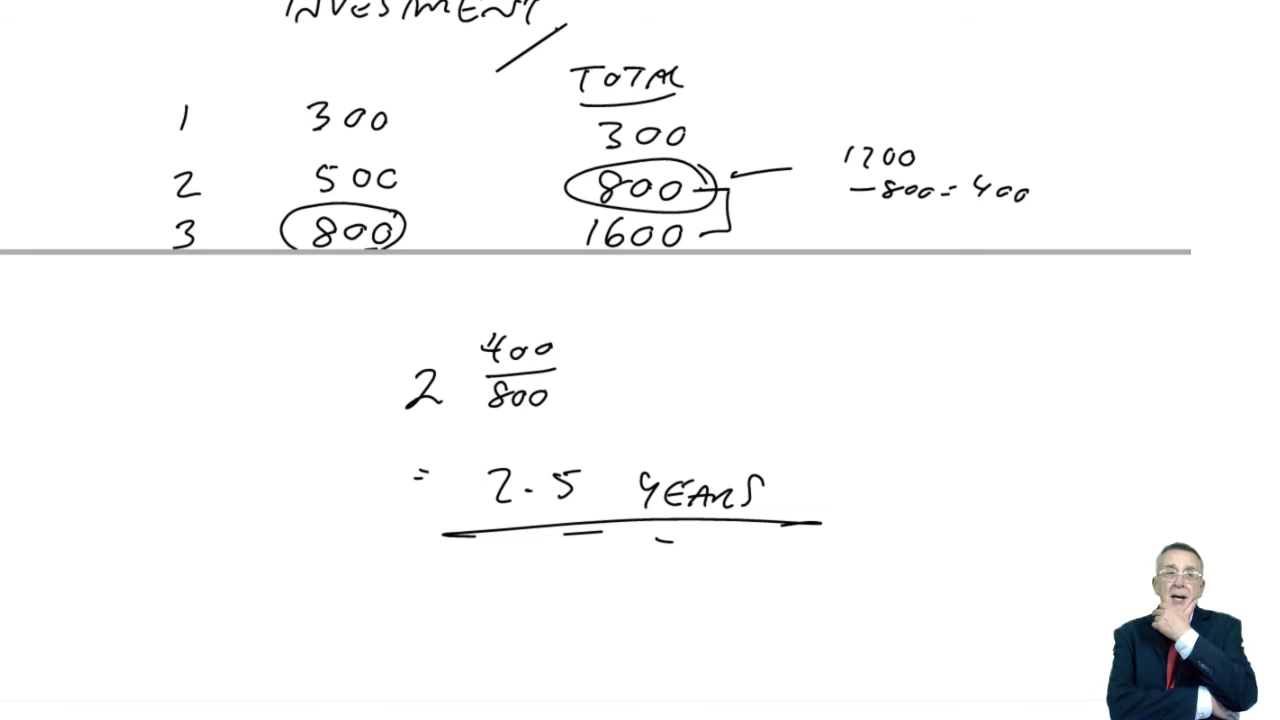 INVESTMENT
TOTAL
1 300 300
1200
2 500 800 -800 = 400
3 800 1600
2 400/800
= 2.5 YEARS